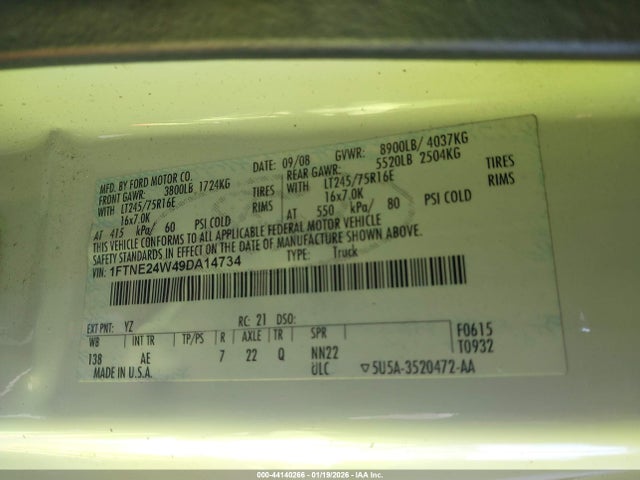 MFD. BY FORD MOTOR CO. DATE: 09/08 GVWR: 8900LB/ 4037KG
FRONT GAWR: 3800LB 1724KG REAR GAWR: 5520LB 2504KG
WITH LT245/75R16E TIRES WITH LT245/75R16E TIRES
16x7.0K RIMS 16x7.0K RIMS
AT 415 kPa/ 60 PSI COLD AT 550 kPa/ 80 PSI COLD
THIS VEHICLE CONFORMS TO ALL APPLICABLE FEDERAL MOTOR VEHICLE
SAFETY STANDARDS IN EFFECT ON THE DATE OF MANUFACTURE SHOWN ABOVE.
VIN: 1FTNE24W49DA14734 TYPE: Truck
EXT PNT: YZ RC: 21 DSO:
WB INT TR TP/PS R AXLE TR SPR F0615
138 AE 7 22 Q NN22 T0932
MADE IN U.S.A. ULC ▽5U5A-3520472-AA
000-44140266 - 01/19/2026 - IAA Inc.